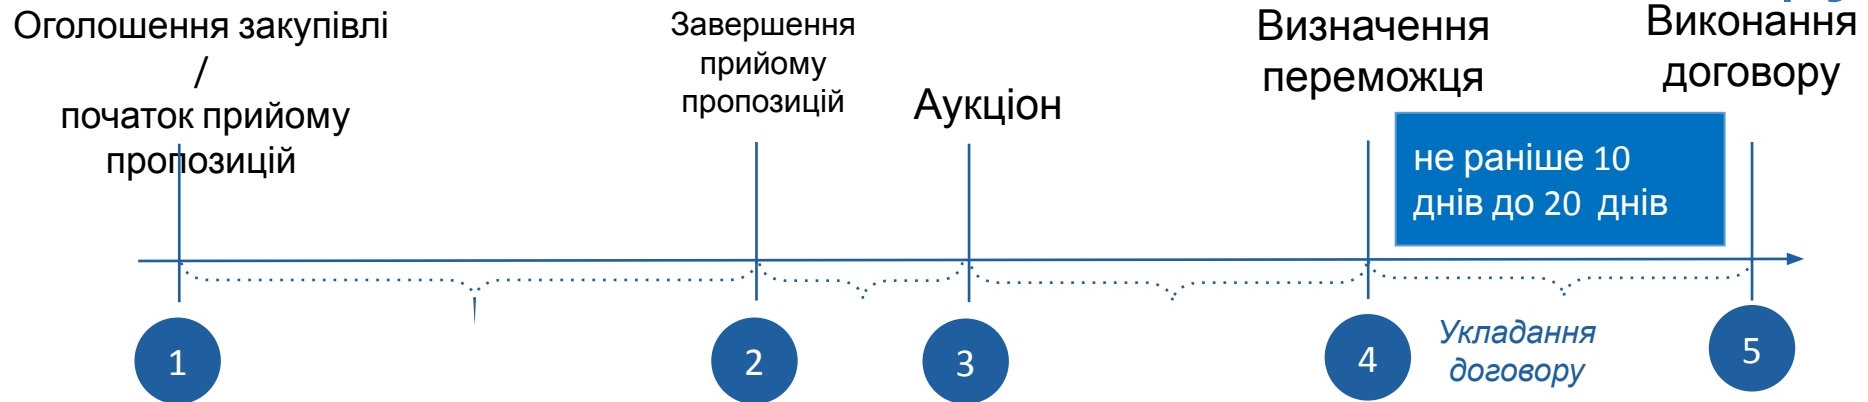 Оголошення закупівлі
/
початок прийому
пропозицій
Завершення
прийому
пропозицій
Аукціон
Визначення
переможця
Виконання
договору
не раніше 10
днів до 20 днів
1
2
3
4
Укладання
договору
5